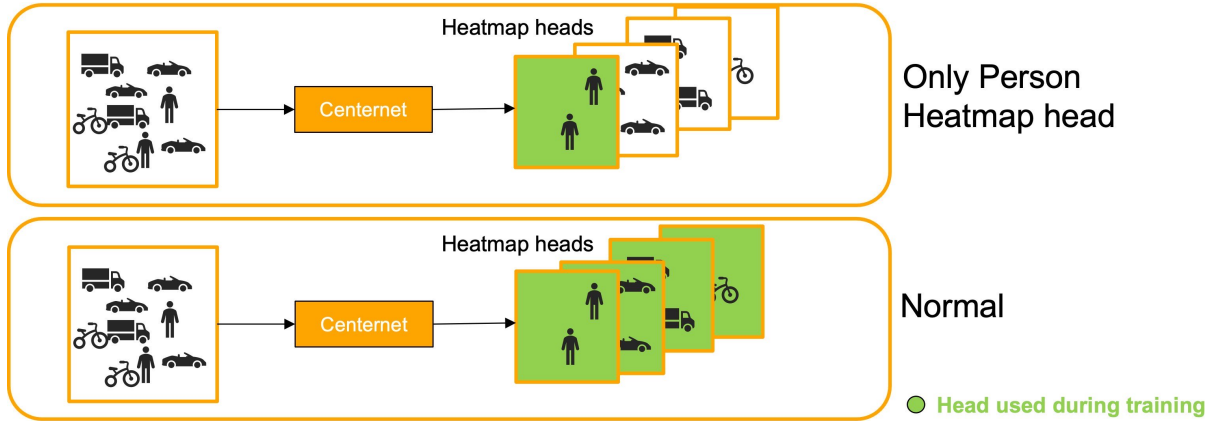 Heatmap heads
Centernet
Only Person
Heatmap head
Heatmap heads
Centernet
Normal
Head used during training